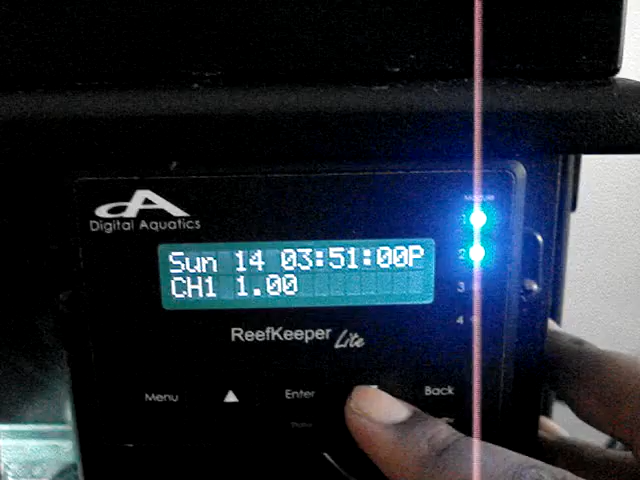 dA
Digital Aquatics
Module
1
2
3
4
Sun 14 03:51:00P
CH1 1.00
ReefKeeper Lite
Menu ▲ Enter Back